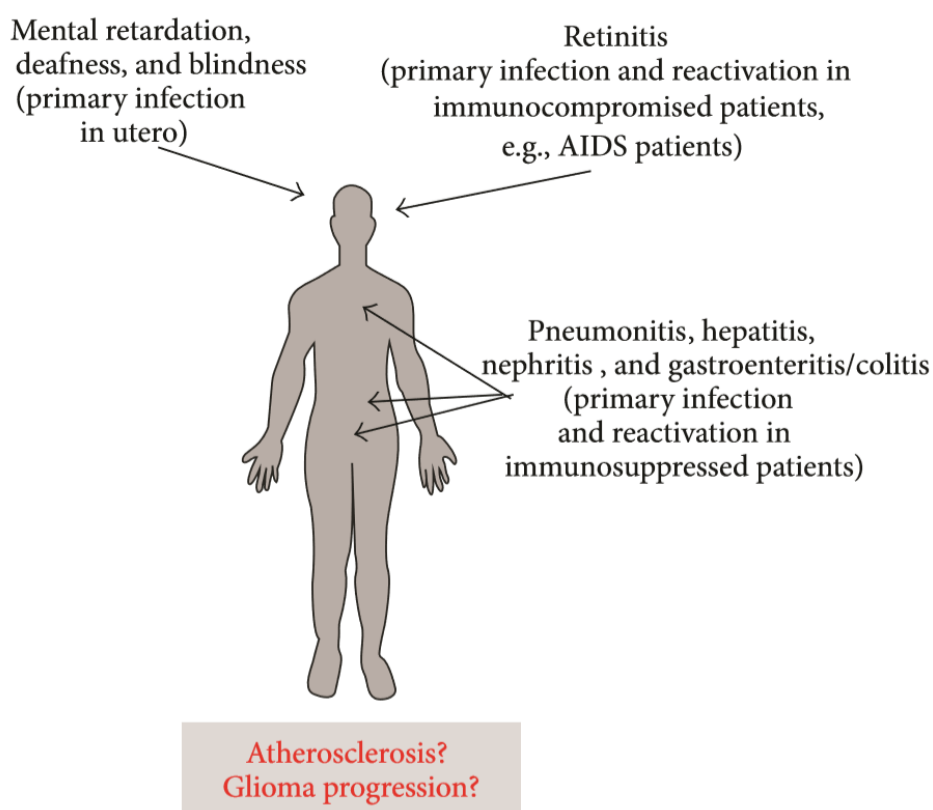 Mental retardation,
deafness, and blindness
(primary infection
in utero)
Retinitis
(primary infection and reactivation in
immunocompromised patients,
e.g., AIDS patients)
Pneumonitis, hepatitis,
nephritis , and gastroenteritis/colitis
(primary infection
and reactivation in
immunosuppressed patients)
Atherosclerosis?
Glioma progression?